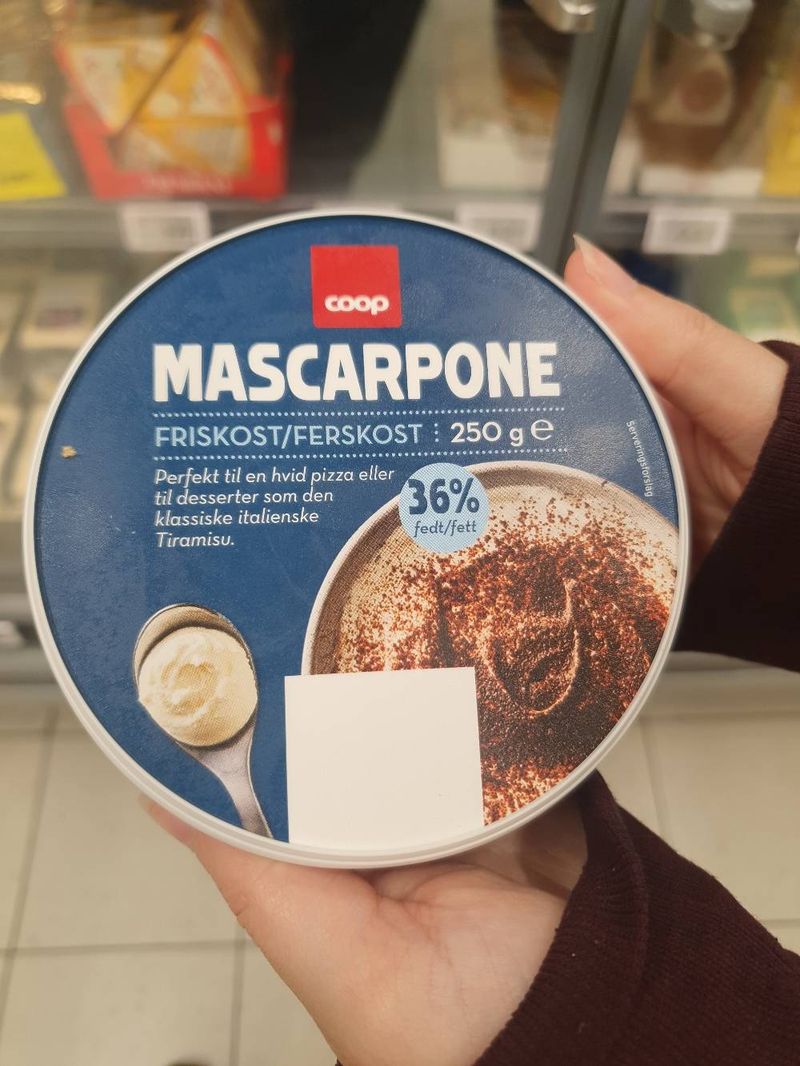 coop
MASCARPONE
FRISKOST/FERSKOST 250 g ℮
Perfekt til en hvid pizza eller
til desserter som den
klassiske italienske
Tiramisu.
36%
fedt/fett
Serveringsforslag